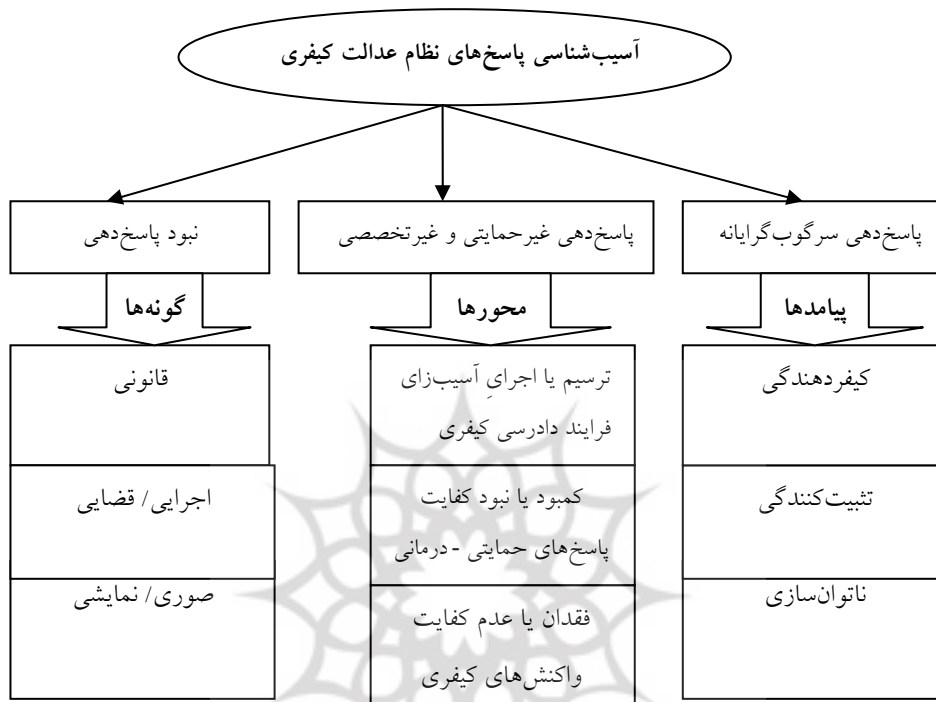 آسیب‌شناسی پاسخ‌های نظام عدالت کیفری
پاسخ‌دهی سرگوب‌گرایانه
پاسخ‌دهی غیرحمایتی و غیرتخصصی
نبود پاسخ‌دهی
پیامدها
محورها
گونه‌ها
کیفردهندگی
تثبیت‌کنندگی
ناتوان‌سازی
ترسیم یا اجرایِ آسیب‌زای
فرایند دادرسی کیفری
کمبود یا نبود کفایت
پاسخ‌های حمایتی - درمانی
فقدان یا عدم کفایت
واکنش‌های کیفری
قانونی
اجرایی/ قضایی
صوری/ نمایشی